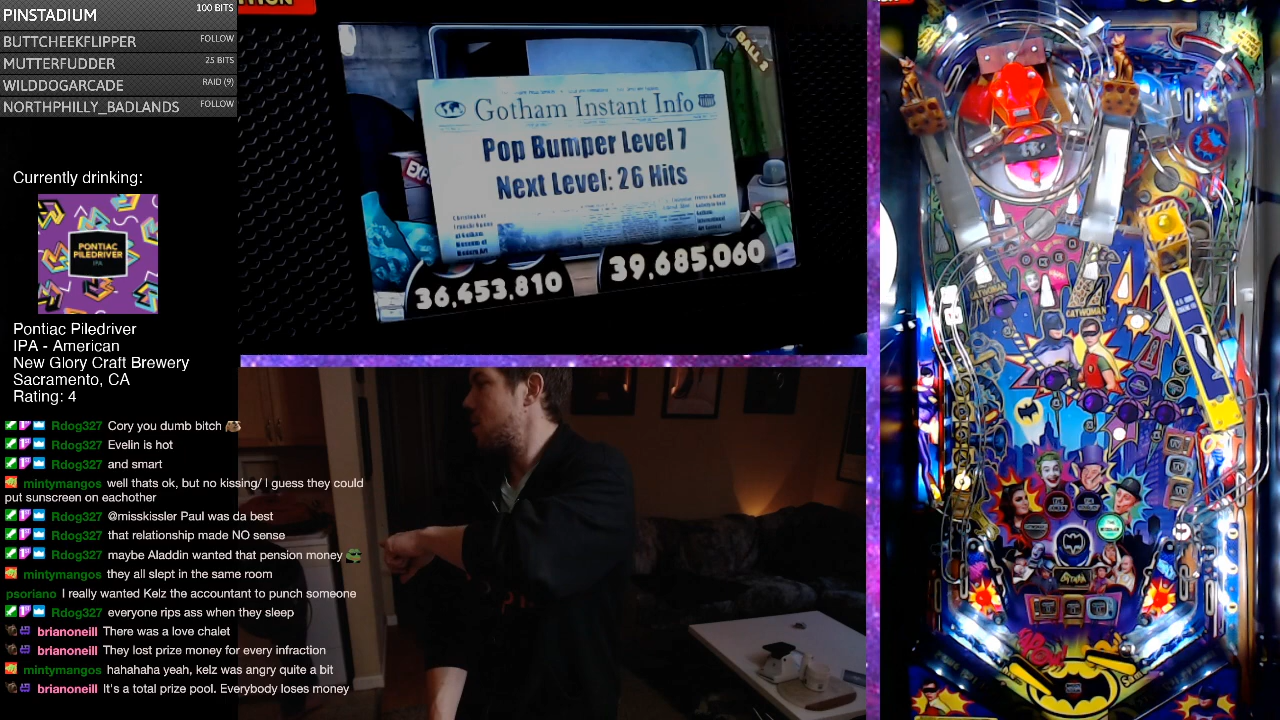 PINSTADIUM 100 BITS
BUTTCHEEKFLIPPER FOLLOW
MUTTERFUDDER 25 BITS
WILDDOGARCADE RAID (9)
NORTHPHILLY_BADLANDS FOLLOW
Currently drinking:
PONTIAC
PILEDRIVER
IPA
Pontiac Piledriver
IPA - American
New Glory Craft Brewery
Sacramento, CA
Rating: 4
Rdog327 Cory you dumb bitch
Rdog327 Evelin is hot
Rdog327 and smart
mintymangos well thats ok, but no kissing/ I guess they could
put sunscreen on eachother
Rdog327 @misskissler Paul was da best
Rdog327 that relationship made NO sense
Rdog327 maybe Aladdin wanted that pension money
mintymangos they all slept in the same room
psoriano I really wanted Kelz the accountant to punch someone
Rdog327 everyone rips ass when they sleep
brianoneill There was a love chalet
brianoneill They lost prize money for every infraction
mintymangos hahahaha yeah, kelz was angry quite a bit
brianoneill It's a total prize pool. Everybody loses money
BALL 2
Gotham Instant Info
Pop Bumper Level 7
Next Level: 26 Hits
36,453,810
39,685,060
CATWOMAN
CATWOMAN
BATMAN